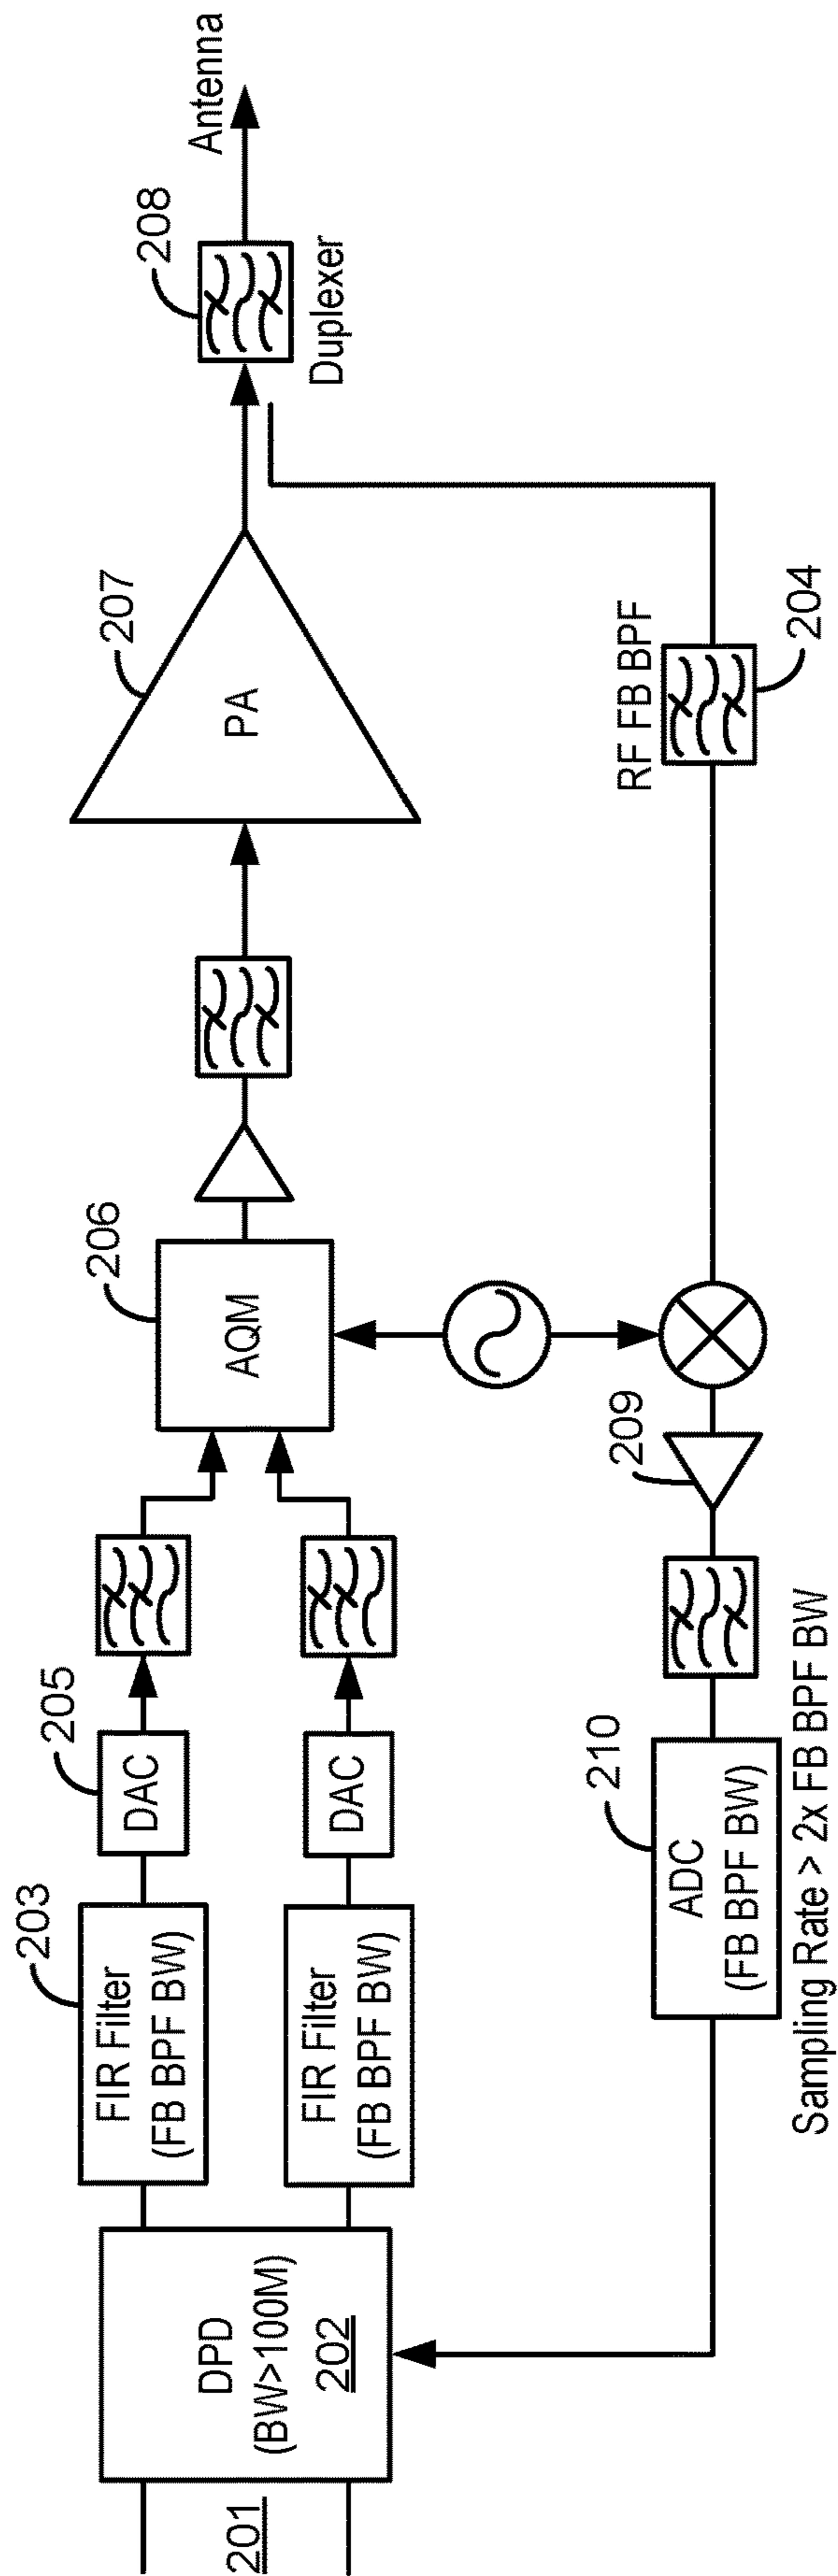 201
DPD
(BW>100M)
202
203
FIR Filter
(FB BPF BW)
FIR Filter
(FB BPF BW)
205
DAC
DAC
206
AQM
207
PA
208
Duplexer
Antenna
RF FB BPF
204
209
210
ADC
(FB BPF BW)
Sampling Rate > 2x FB BPF BW